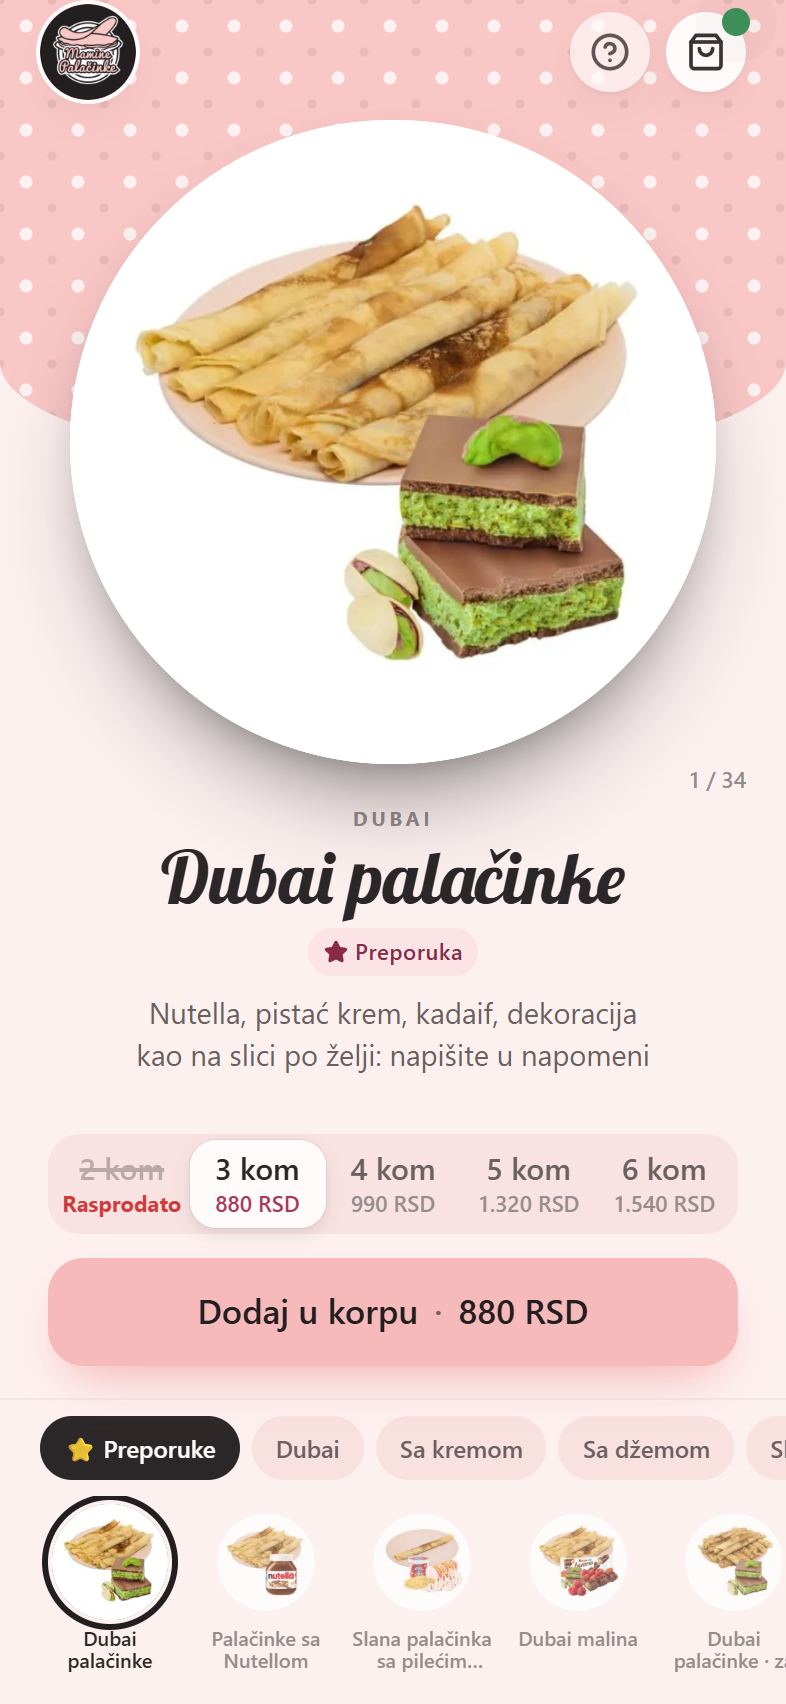 Mamine
Palačinke
1 / 34
DUBAI
Dubai palačinke
Preporuka
Nutella, pistać krem, kadaif, dekoracija
kao na slici po želji: napišite u napomeni
2 kom
Rasprodato
3 kom
880 RSD
4 kom
990 RSD
5 kom
1.320 RSD
6 kom
1.540 RSD
Dodaj u korpu · 880 RSD
Preporuke
Dubai
Sa kremom
Sa džemom
nutella
Dubai
palačinke
Palačinke sa
Nutellom
Slana palačinka
sa pilećim...
Dubai malina
Dubai
palačinke ·